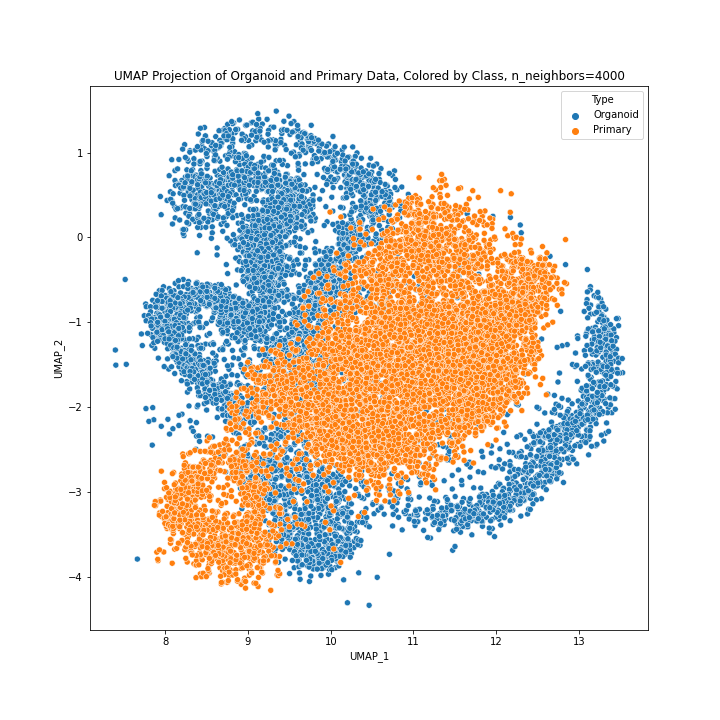 UMAP Projection of Organoid and Primary Data, Colored by Class, n_neighbors=4000
Type
Organoid
Primary
1
0
−1
−2
−3
−4
UMAP_2
8 9 10 11 12 13
UMAP_1